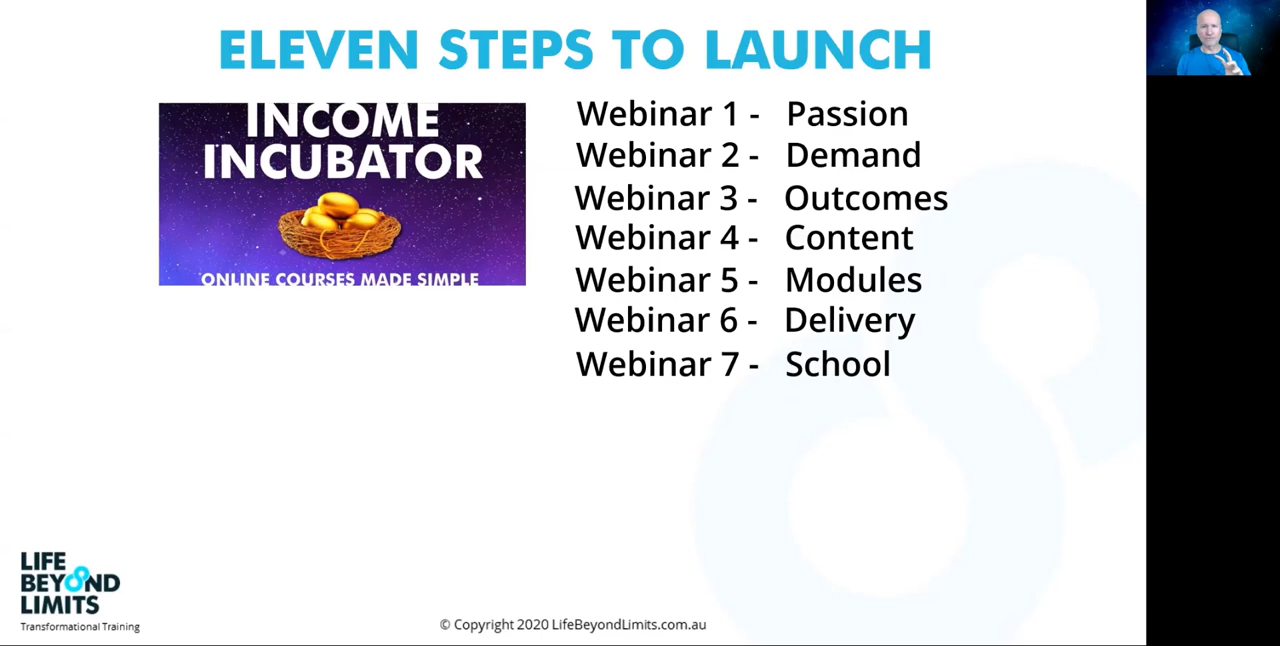 ELEVEN STEPS TO LAUNCH
INCOME
INCUBATOR
ONLINE COURSES MADE SIMPLE
Webinar 1 - Passion
Webinar 2 - Demand
Webinar 3 - Outcomes
Webinar 4 - Content
Webinar 5 - Modules
Webinar 6 - Delivery
Webinar 7 - School
LIFE
BEYOND
LIMITS
Transformational Training
© Copyright 2020 LifeBeyondLimits.com.au